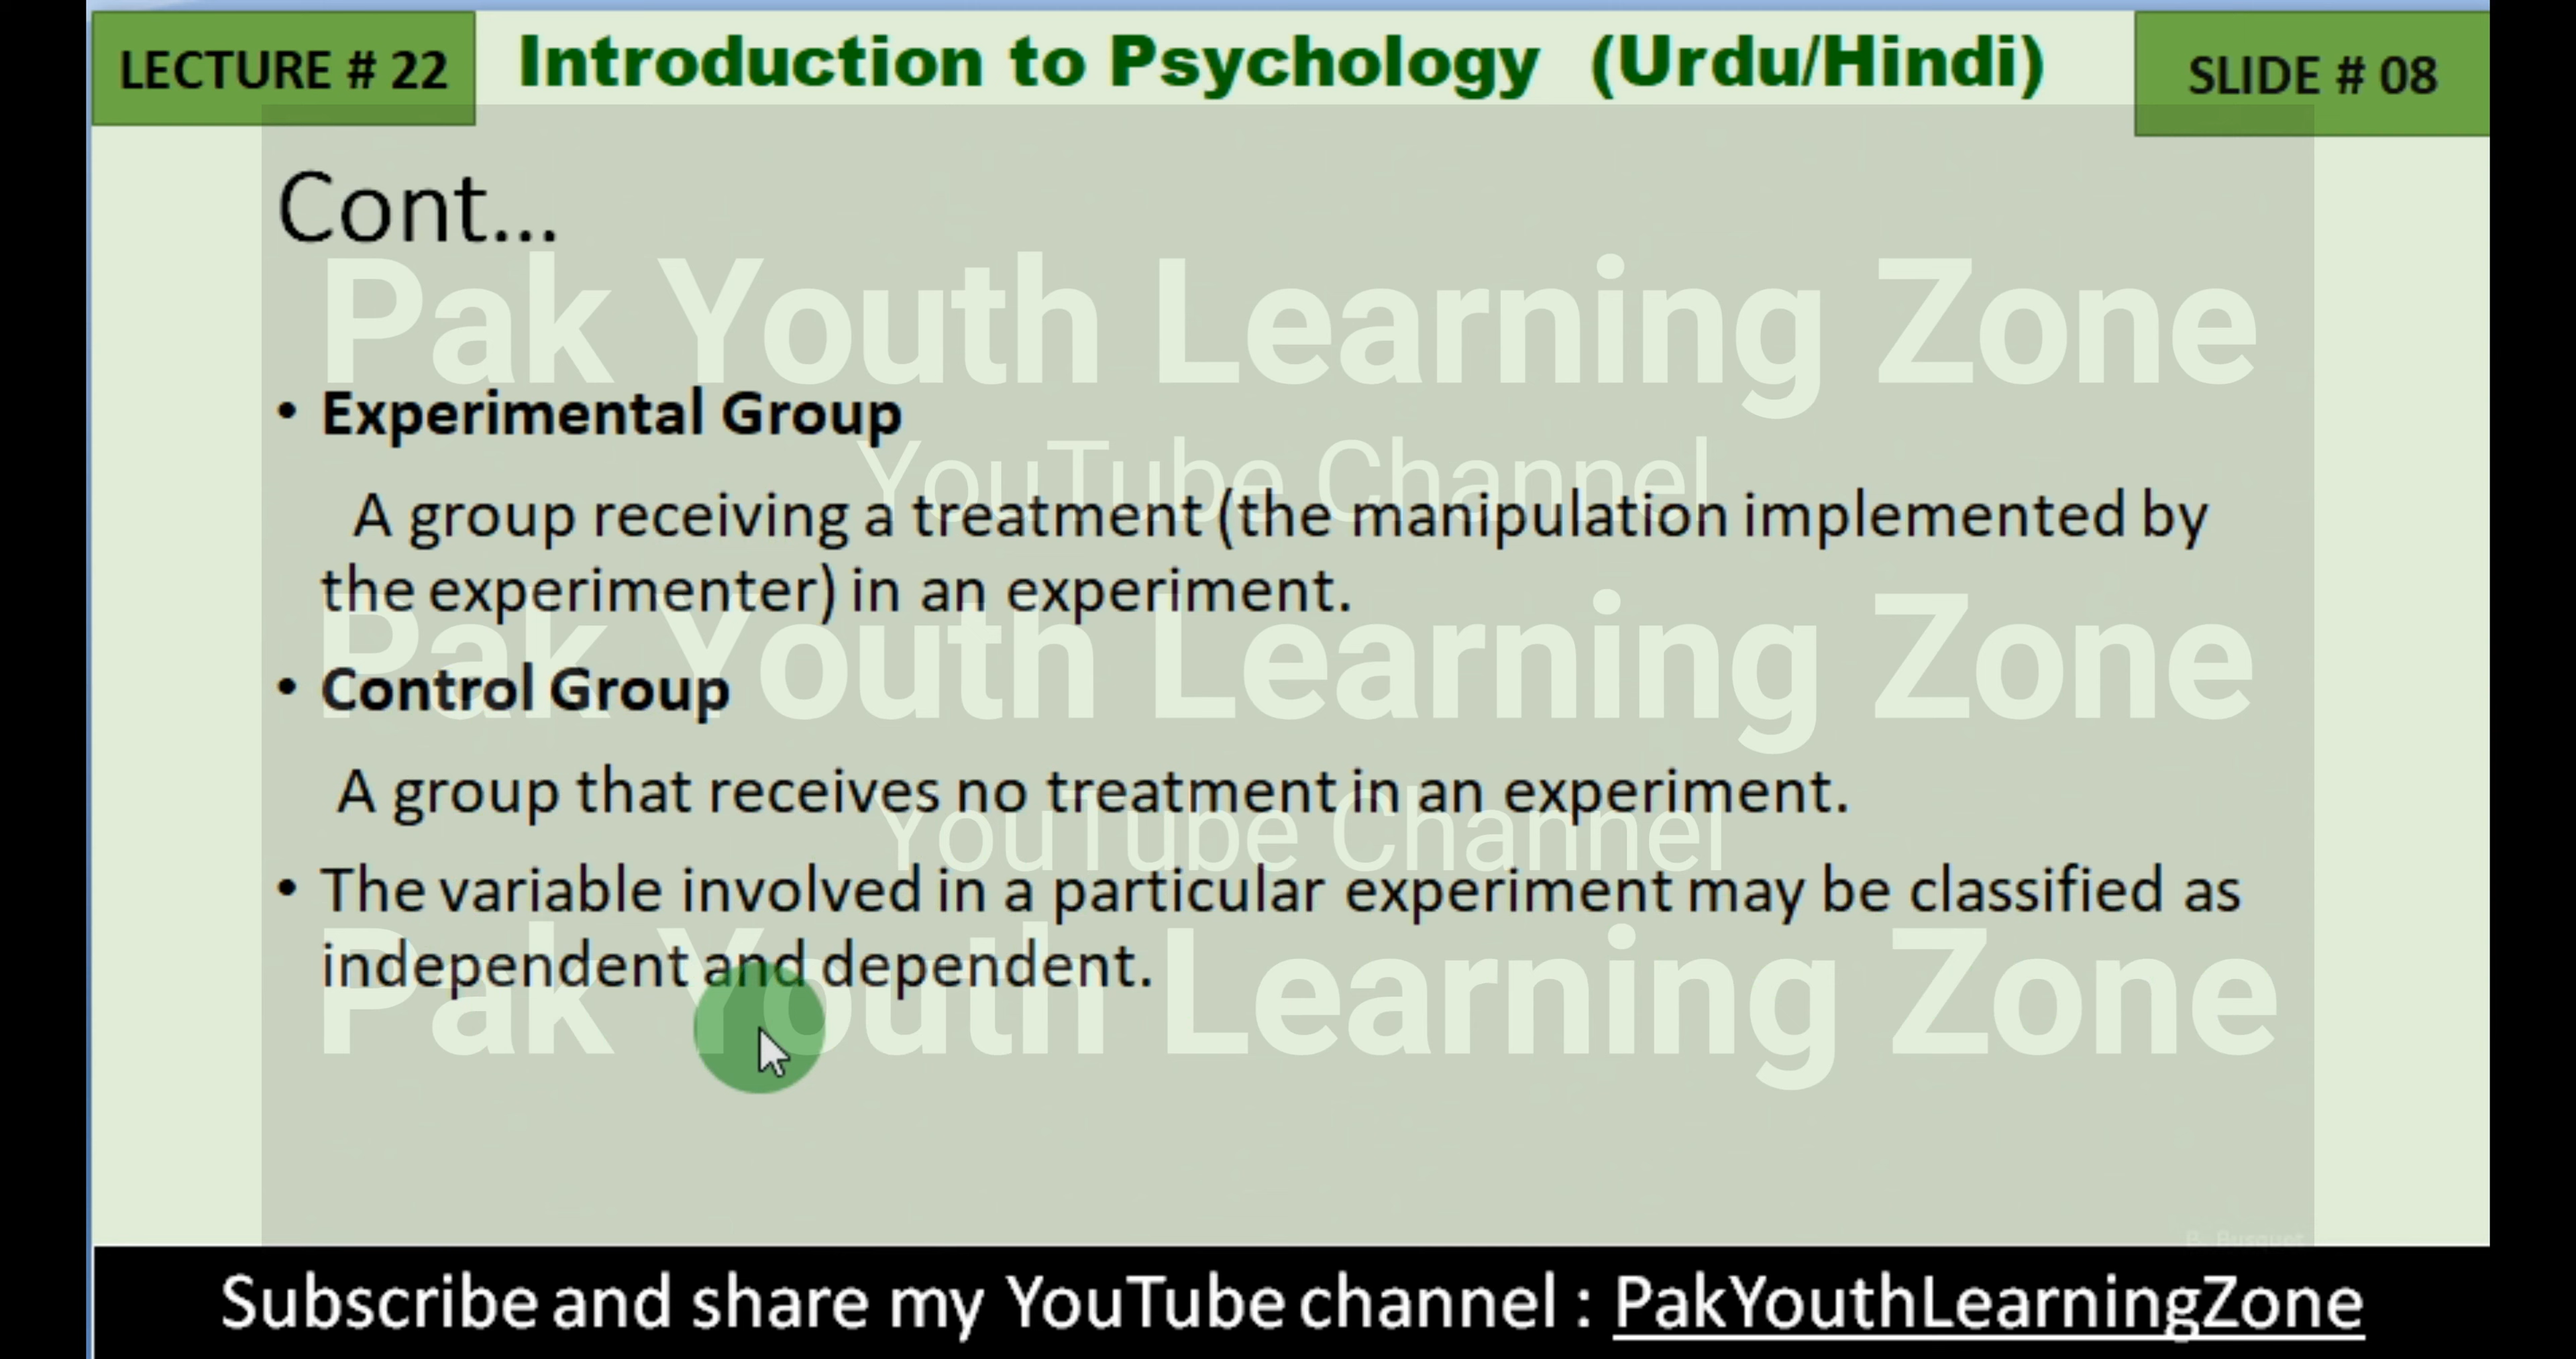 LECTURE # 22
Introduction to Psychology (Urdu/Hindi)
SLIDE # 08
Cont...
Pak Youth Learning Zone
• Experimental Group
YouTube Channel
A group receiving a treatment (the manipulation implemented by
the experimenter) in an experiment.
Pak Youth Learning Zone
• Control Group
A group that receives no treatment in an experiment.
YouTube Channel
• The variable involved in a particular experiment may be classified as
independent and dependent.
Pak Youth Learning Zone
B. Busquet
Subscribe and share my YouTube channel : PakYouthLearningZone